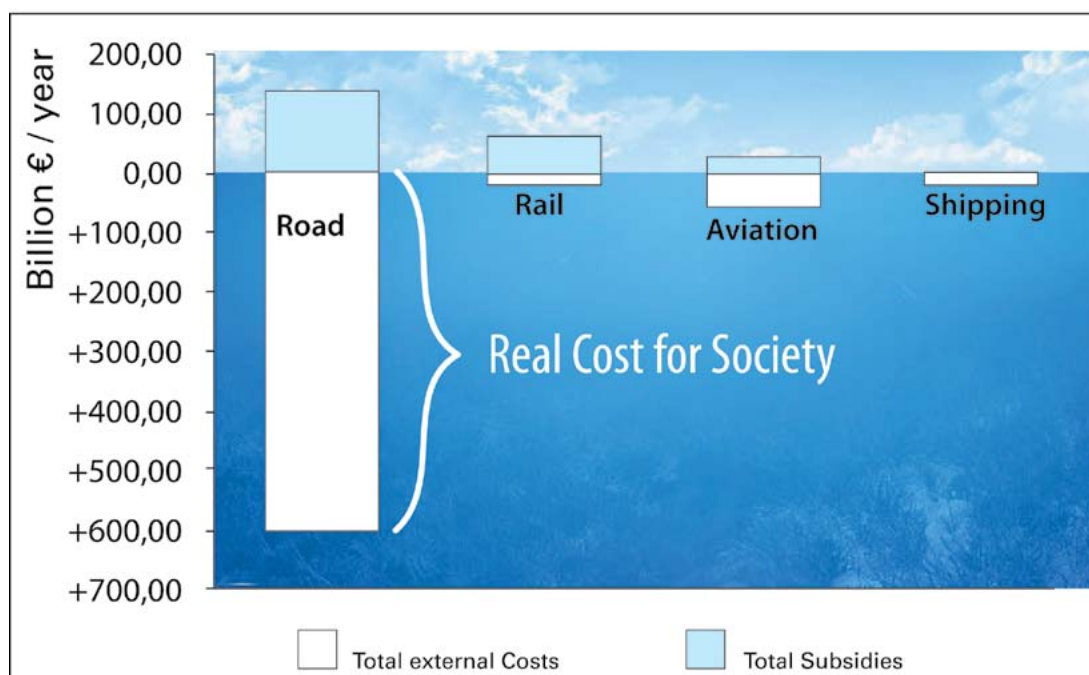 Billion € / year
200,00
100,00
0,00
+100,00
+200,00
+300,00
+400,00
+500,00
+600,00
+700,00
Road
Rail
Aviation
Shipping
Real Cost for Society
Total external Costs
Total Subsidies